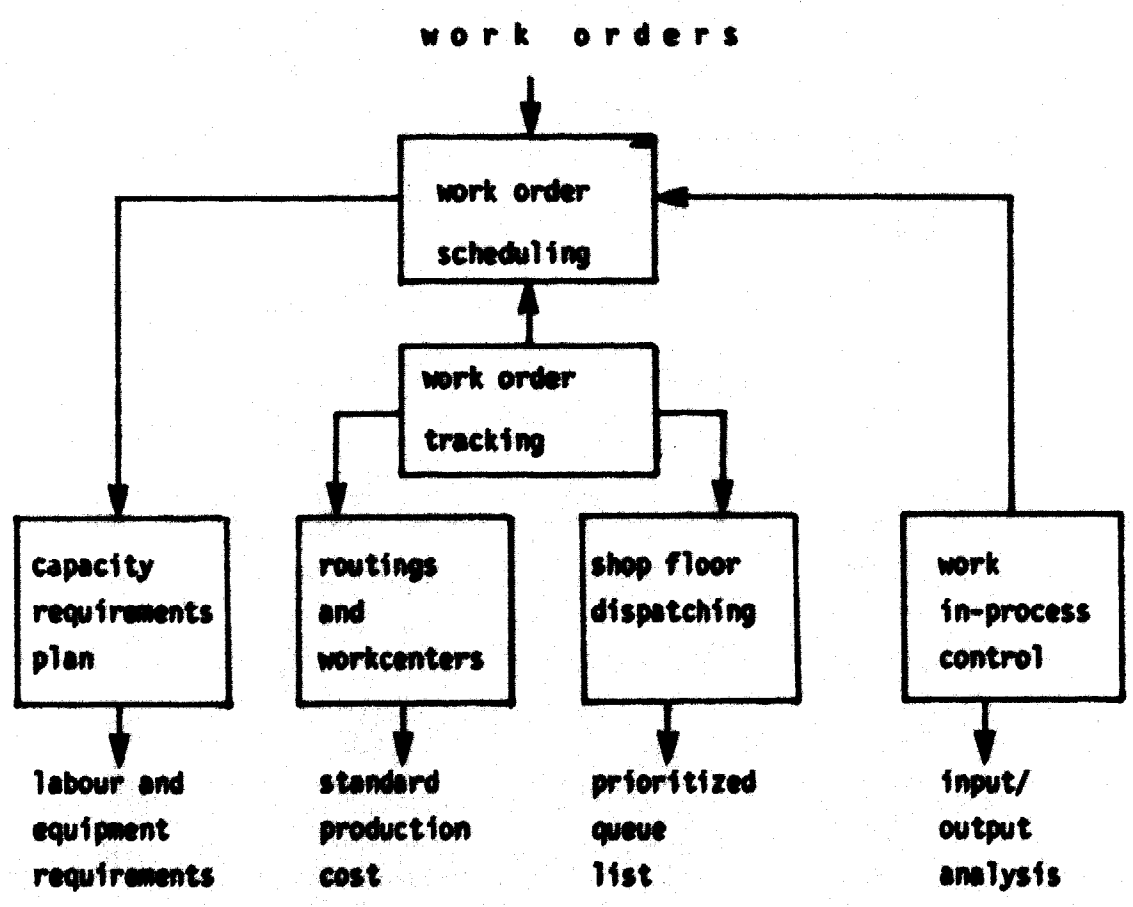 work orders
work order
scheduling
work order
tracking
capacity
requirements
plan
routings
and
workcenters
shop floor
dispatching
work
in-process
control
labour and
equipment
requirements
standard
production
cost
prioritized
queue
list
input/
output
analysis